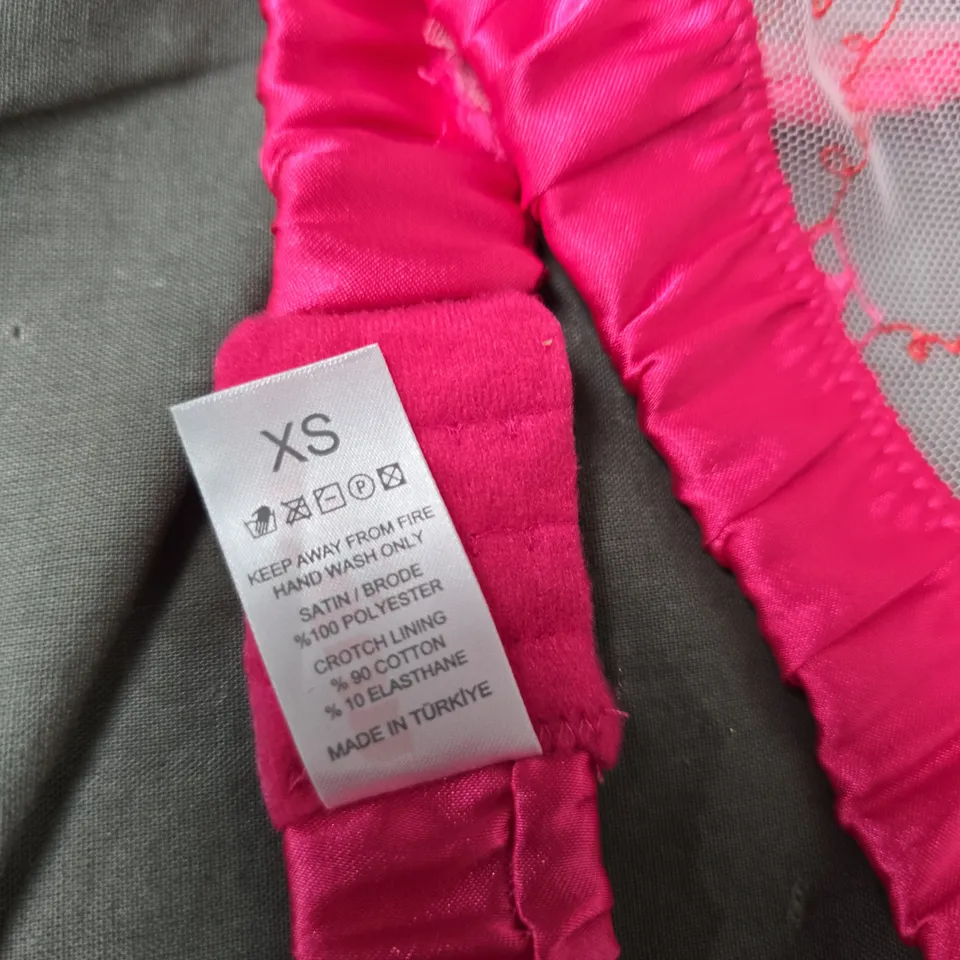 XS
P
KEEP AWAY FROM FIRE
HAND WASH ONLY
SATIN / BRODE
%100 POLYESTER
CROTCH LINING
% 90 COTTON
% 10 ELASTHANE
MADE IN TÜRKİYE